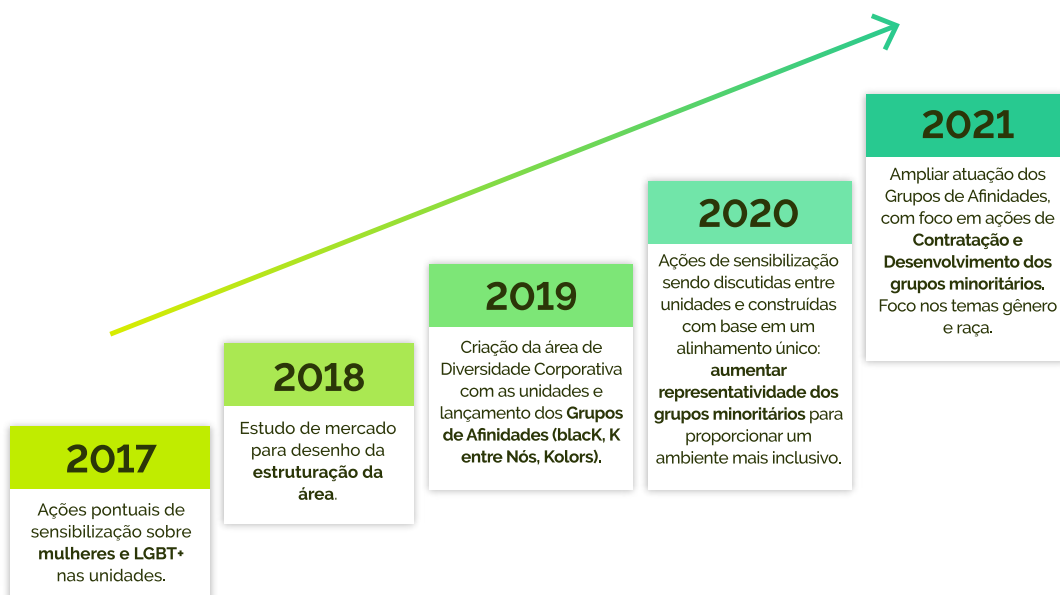 2017
Ações pontuais de
sensibilização sobre
mulheres e LGBT+
nas unidades.
2018
Estudo de mercado
para desenho da
estruturação da
área.
2019
Criação da área de
Diversidade Corporativa
com as unidades e
lançamento dos Grupos
de Afinidades (blacK, K
entre Nós, Kolors).
2020
Ações de sensibilização
sendo discutidas entre
unidades e construídas
com base em um
alinhamento único:
aumentar
representatividade dos
grupos minoritários para
proporcionar um
ambiente mais inclusivo.
2021
Ampliar atuação dos
Grupos de Afinidades,
com foco em ações de
Contratação e
Desenvolvimento dos
grupos minoritários.
Foco nos temas gênero
e raça.